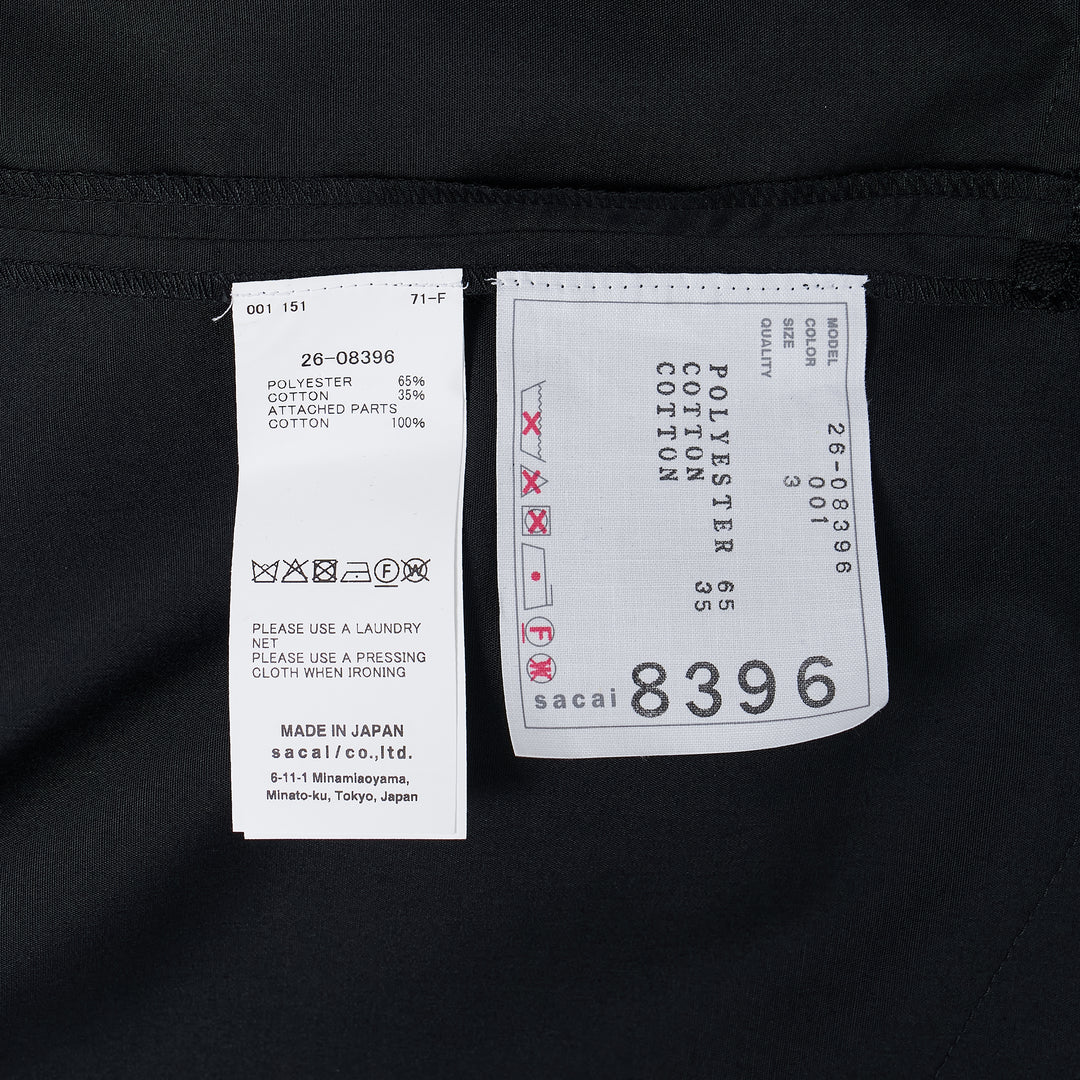 001 151 71-F
26-08396
POLYESTER 65%
COTTON 35%
ATTACHED PARTS
COTTON 100%
F W
PLEASE USE A LAUNDRY
NET
PLEASE USE A PRESSING
CLOTH WHEN IRONING
MADE IN JAPAN
sacai/co.,ltd.
6-11-1 Minamiaoyama,
Minato-ku, Tokyo, Japan
MODEL 26-08396
COLOR 001
SIZE 3
QUALITY
POLYESTER 65
COTTON 35
COTTON
F W
sacai 8396